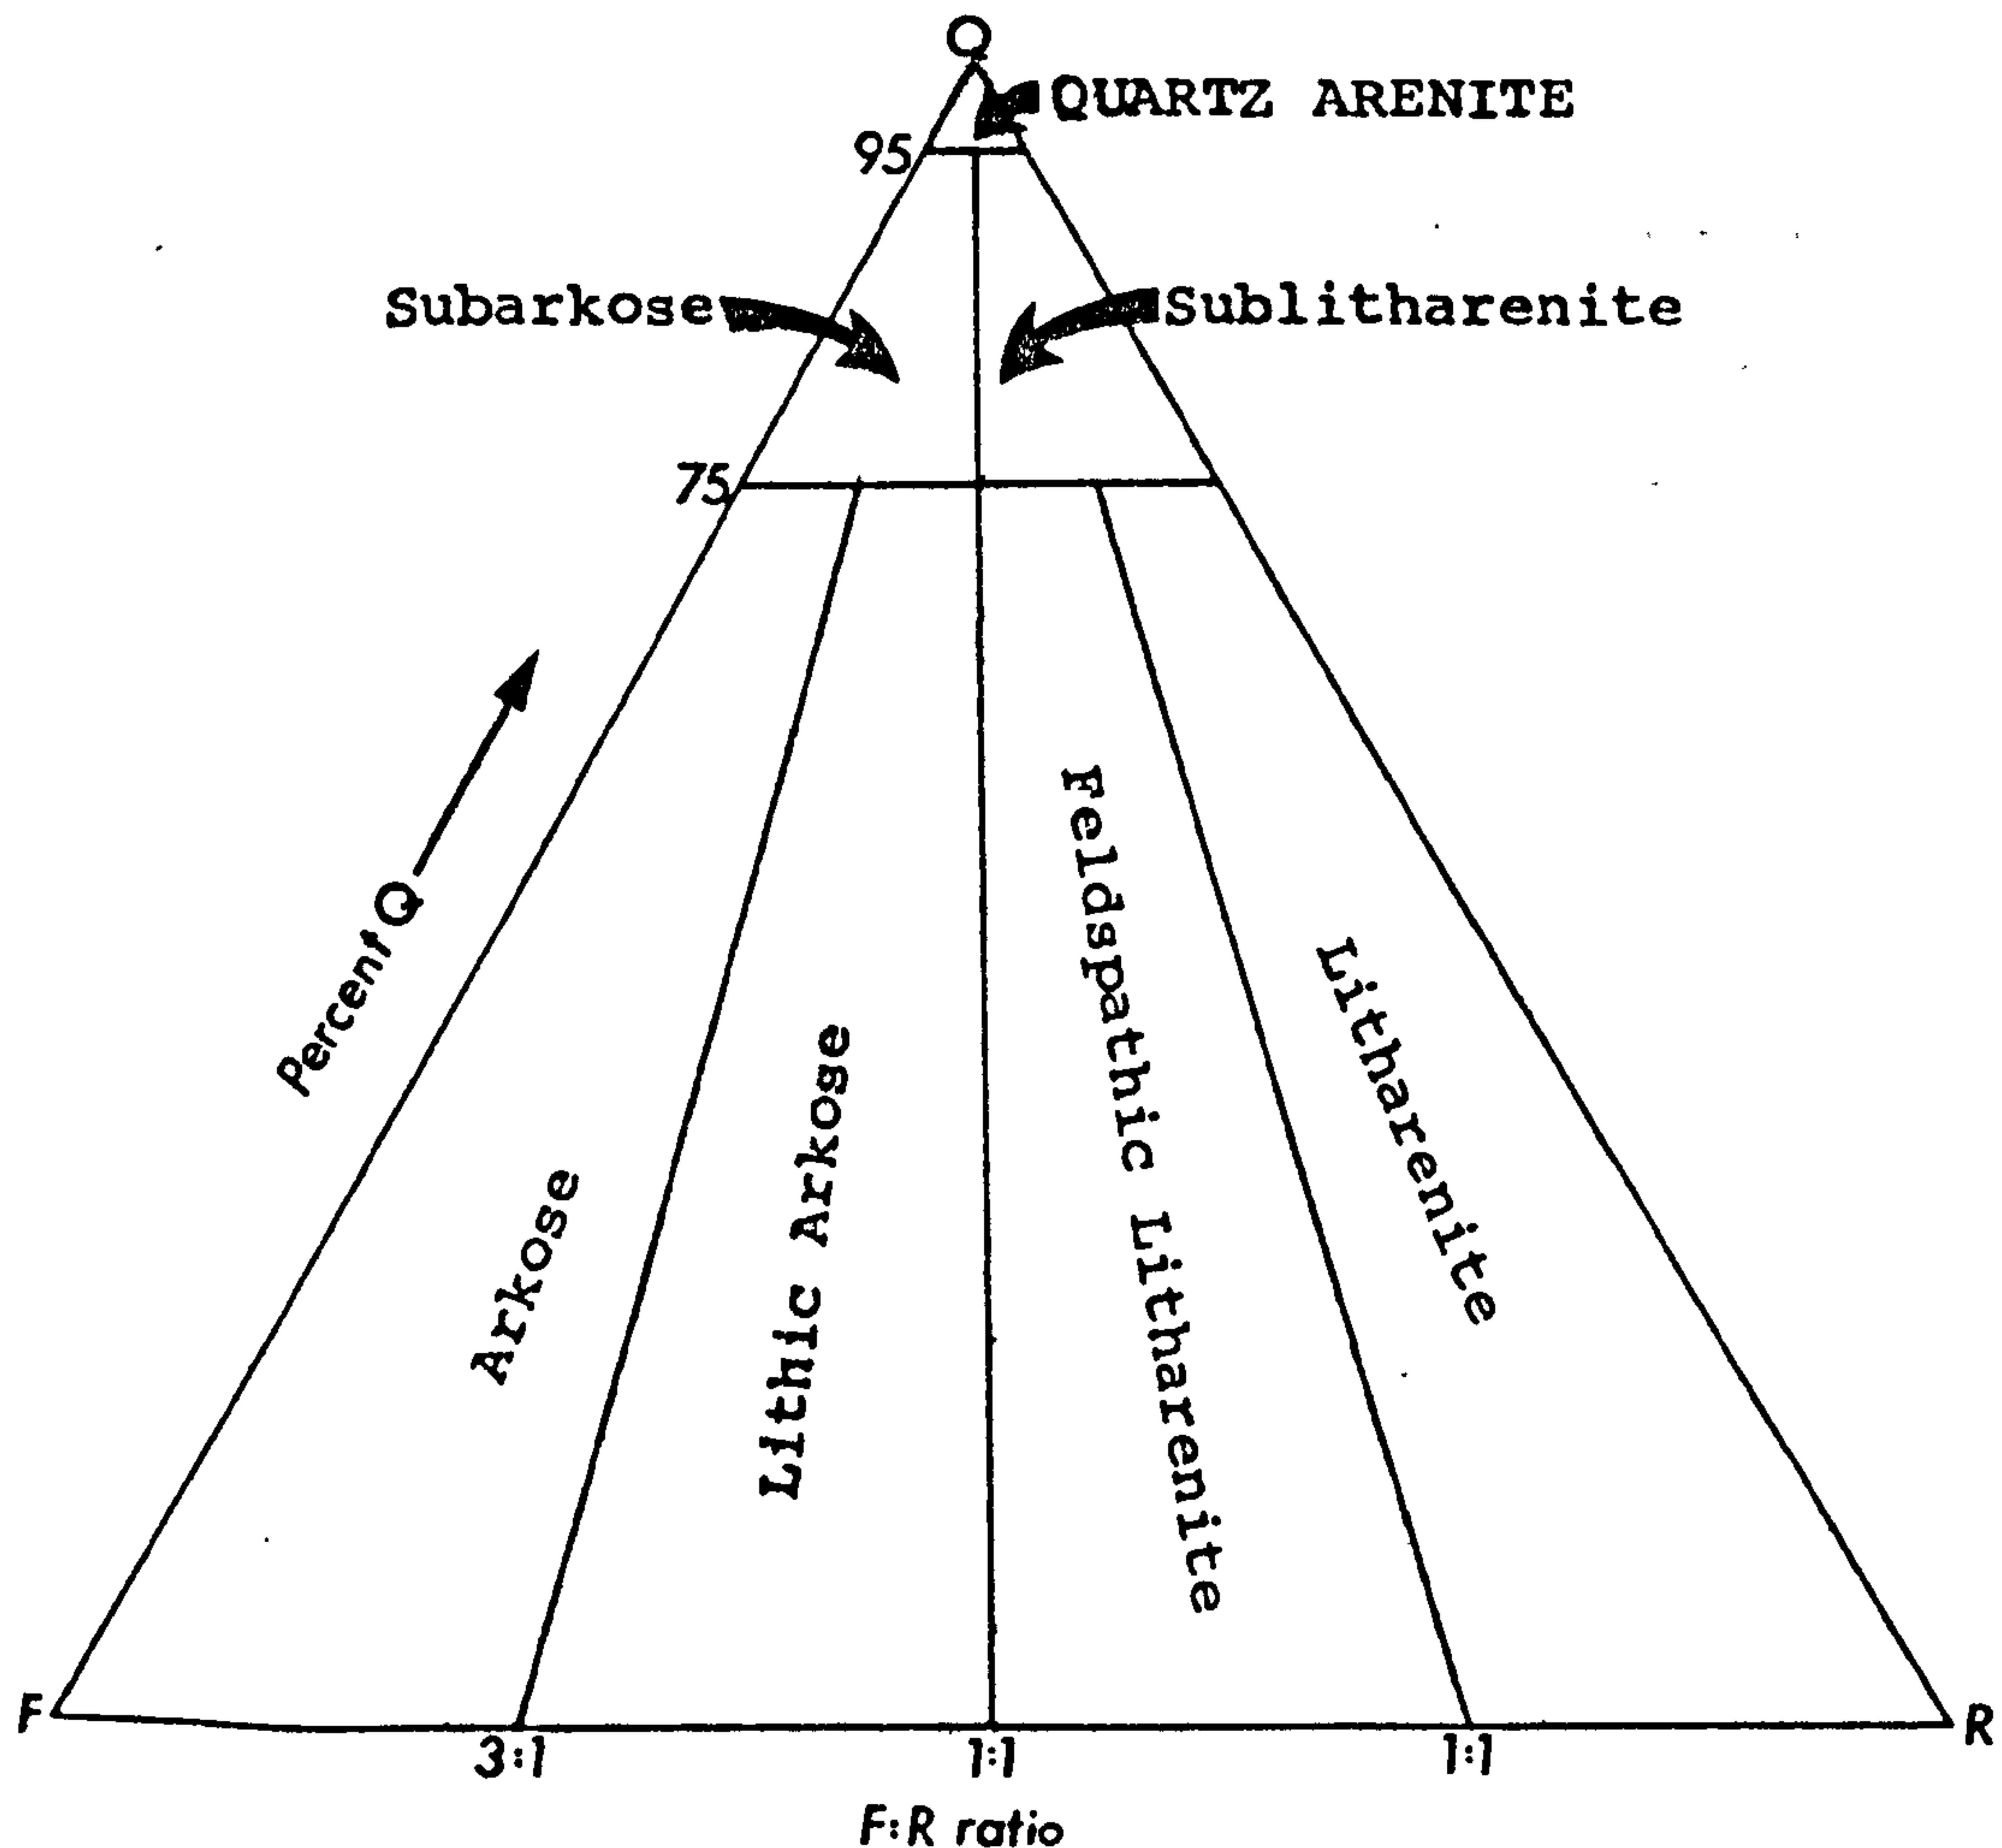 Q
QUARTZ ARENITE
95
Subarkose
Sublitharenite
75
Percent Q
Feldspathic Litharenite
Litharenite
Lithic Arkose
Arkose
F
R
3:1
1:1
1:1
F:R ratio